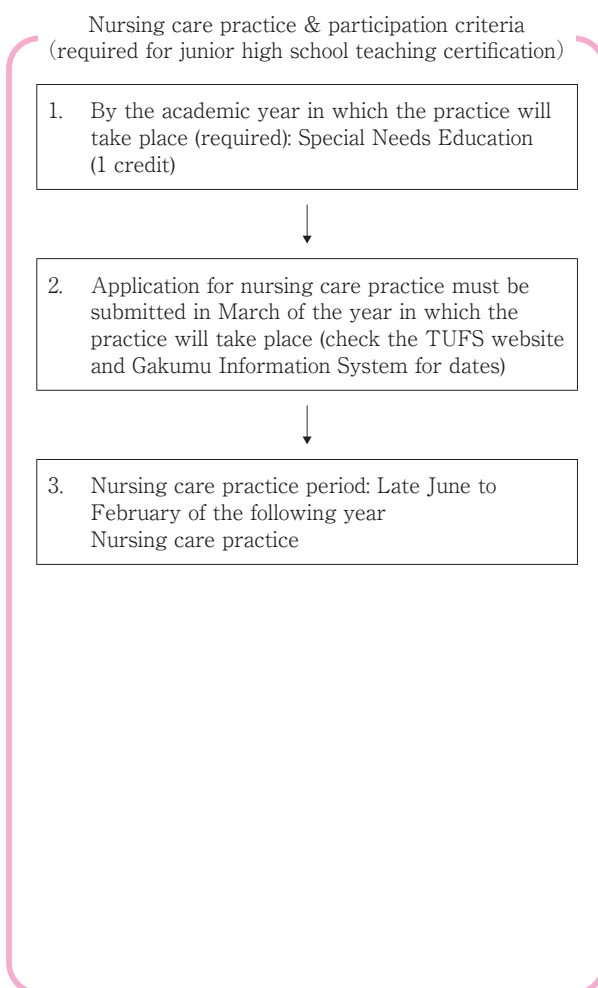 Nursing care practice & participation criteria
(required for junior high school teaching certification)
1. By the academic year in which the practice will
take place (required): Special Needs Education
(1 credit)
2. Application for nursing care practice must be
submitted in March of the year in which the
practice will take place (check the TUFS website
and Gakumu Information System for dates)
3. Nursing care practice period: Late June to
February of the following year
Nursing care practice